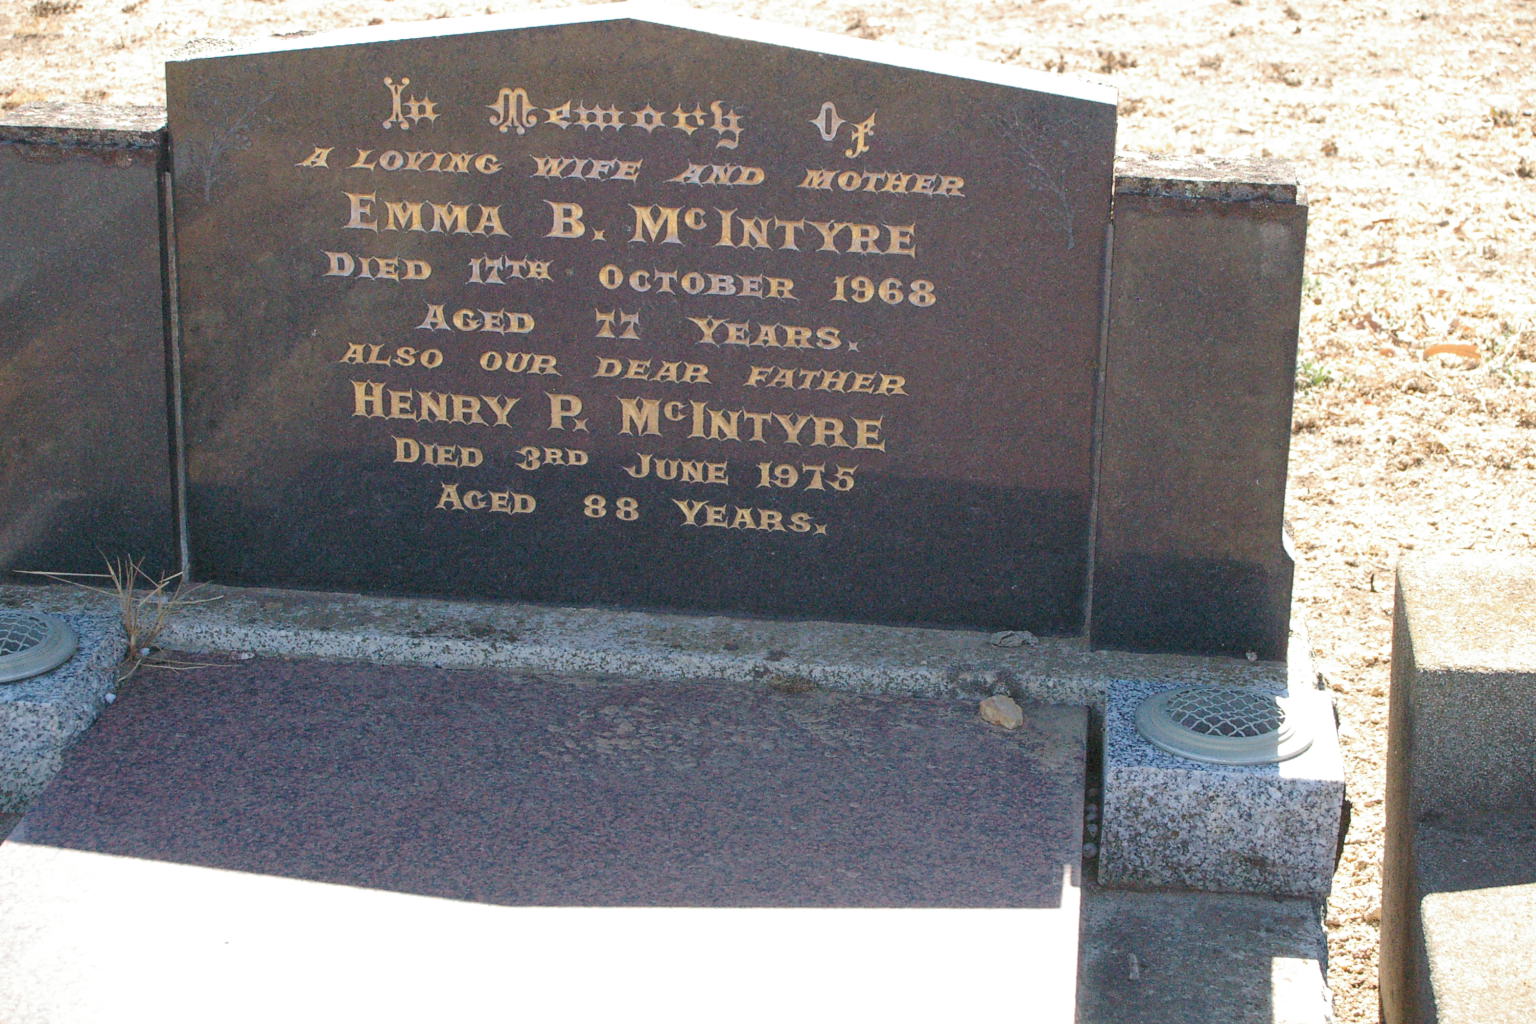 In Memory Of
A LOVING WIFE AND MOTHER
EMMA B. McINTYRE
DIED 17TH OCTOBER 1968
AGED 77 YEARS.
ALSO OUR DEAR FATHER
HENRY P. McINTYRE
DIED 3RD JUNE 1975
AGED 88 YEARS.